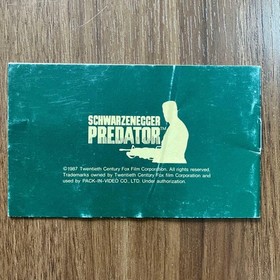 SCHWARZENEGGER
PREDATOR™
©1987 Twentieth Century Fox Film Corporation. All rights reserved.
Trademarks owned by Twentieth Century Fox film Corporation and
used by PACK-IN-VIDEO CO., LTD. Under authorization.